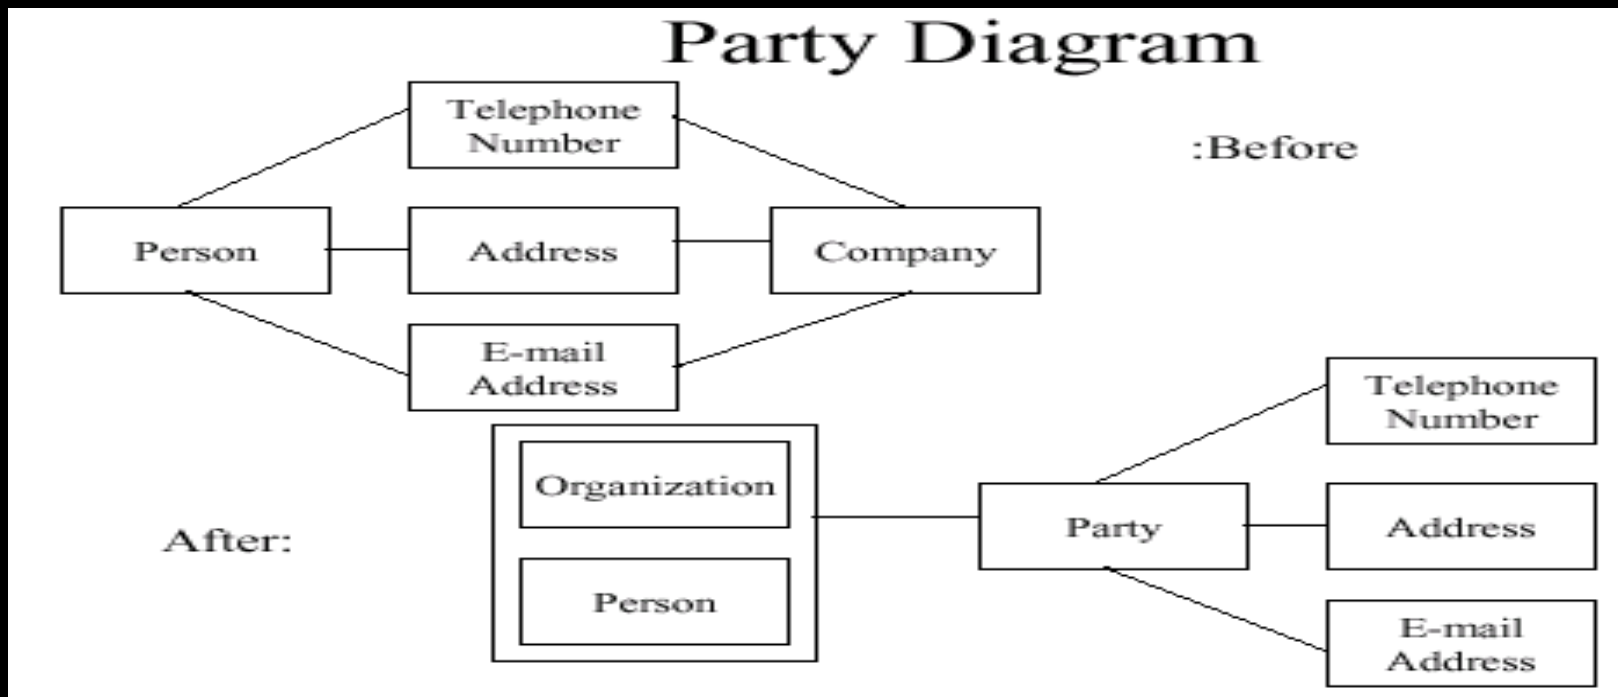 Party Diagram
Telephone
Number
:Before
Person
Address
Company
E-mail
Address
Telephone
Number
Organization
After:
Party
Address
Person
E-mail
Address